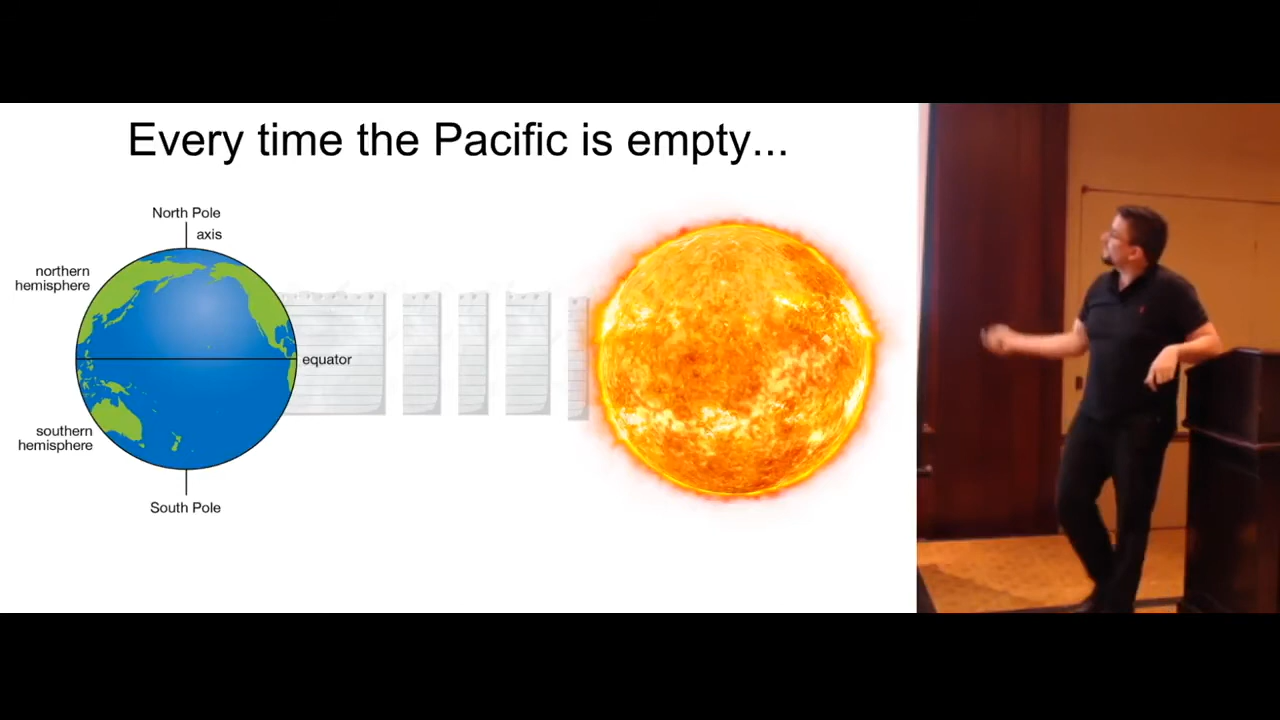 Every time the Pacific is empty...
North Pole
axis
northern
hemisphere
equator
southern
hemisphere
South Pole